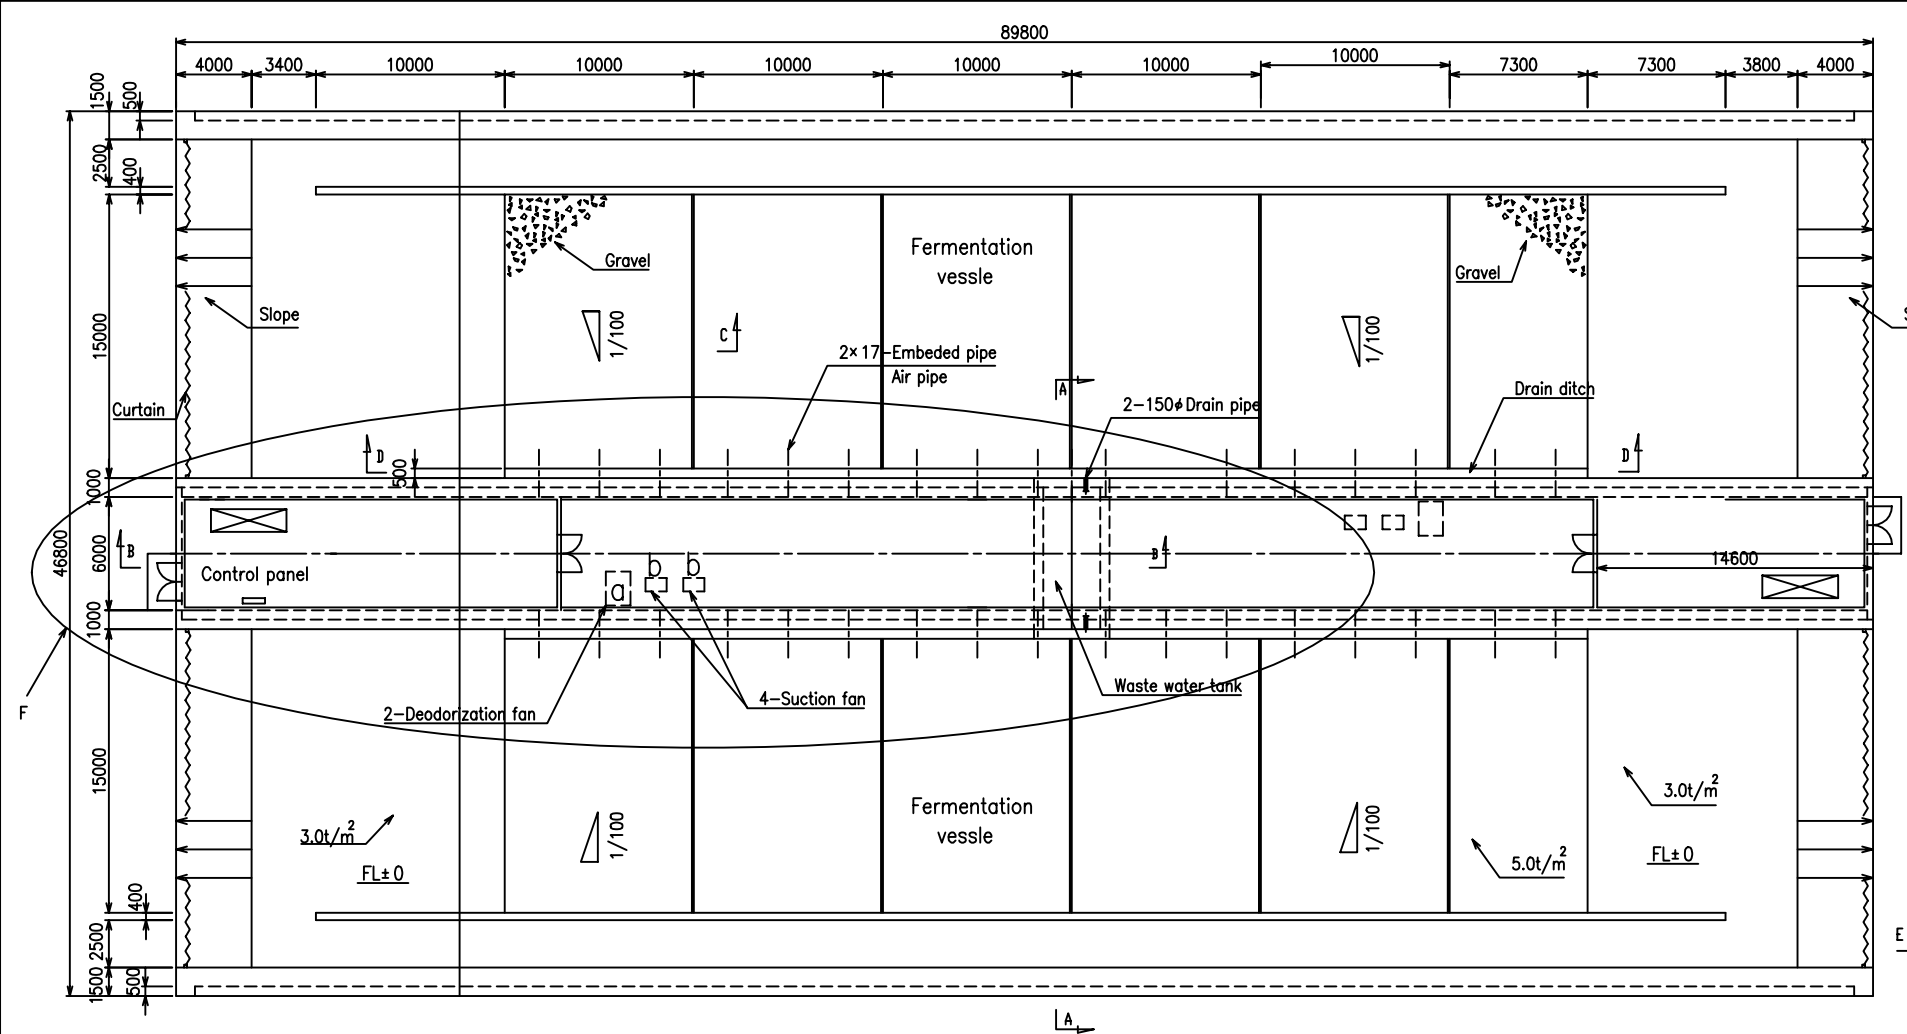 89800
4000 3400 10000 10000 10000 10000 10000 10000 7300 7300 3800 4000
1500
500
2500
400
Fermentation
vessle
Gravel
Gravel
Slope
S
15000
1/100
C
1/100
2×17-Embeded pipe
Air pipe
A
Curtain
2-150ϕDrain pipe
Drain ditch
D
D
500
1000
46800
6000
B
B
14600
Control panel
b b
a
1000
F
2-Deodorization fan
4-Suction fan
Waste water tank
15000
3.0t/m²
Fermentation
vessle
1/100
1/100
3.0t/m²
5.0t/m²
FL±0
FL±0
400
2500
E
1500
500
A